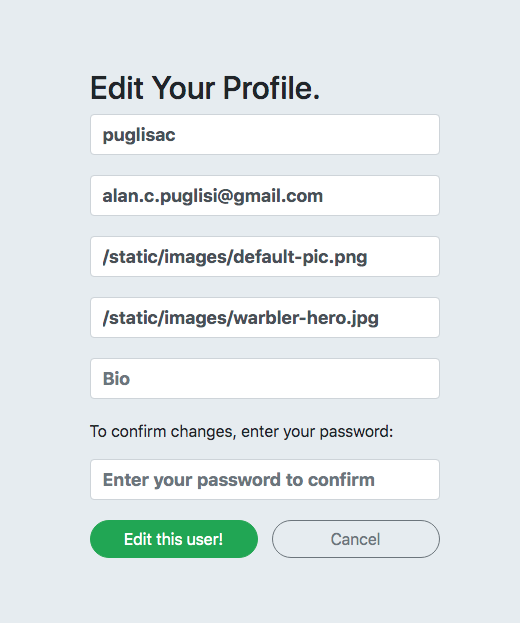 Edit Your Profile.
puglisac
alan.c.puglisi@gmail.com
/static/images/default-pic.png
/static/images/warbler-hero.jpg
Bio
To confirm changes, enter your password:
Enter your password to confirm
Edit this user!
Cancel